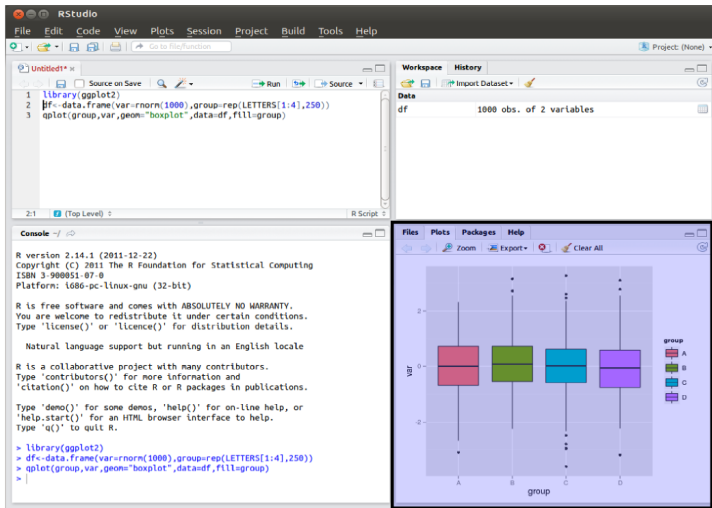 RStudio
File Edit Code View Plots Session Project Build Tools Help
Go to file/function
Project: (None)
Untitled1*
Source on Save Run Source
1 library(ggplot2)
2 df<-data.frame(var=rnorm(1000),group=rep(LETTERS[1:4],250))
3 qplot(group,var,geom="boxplot",data=df,fill=group)
2:1 (Top Level) R Script
Workspace History
Import Dataset
Data
df 1000 obs. of 2 variables
Console ~/
R version 2.14.1 (2011-12-22)
Copyright (C) 2011 The R Foundation for Statistical Computing
ISBN 3-900051-07-0
Platform: i686-pc-linux-gnu (32-bit)
R is free software and comes with ABSOLUTELY NO WARRANTY.
You are welcome to redistribute it under certain conditions.
Type 'license()' or 'licence()' for distribution details.
Natural language support but running in an English locale
R is a collaborative project with many contributors.
Type 'contributors()' for more information and
'citation()' on how to cite R or R packages in publications.
Type 'demo()' for some demos, 'help()' for on-line help, or
'help.start()' for an HTML browser interface to help.
Type 'q()' to quit R.
> library(ggplot2)
> df<-data.frame(var=rnorm(1000),group=rep(LETTERS[1:4],250))
> qplot(group,var,geom="boxplot",data=df,fill=group)
>
Files Plots Packages Help
Zoom Export Clear All
2
0
-2
var
A B C D
group
group
A
B
C
D